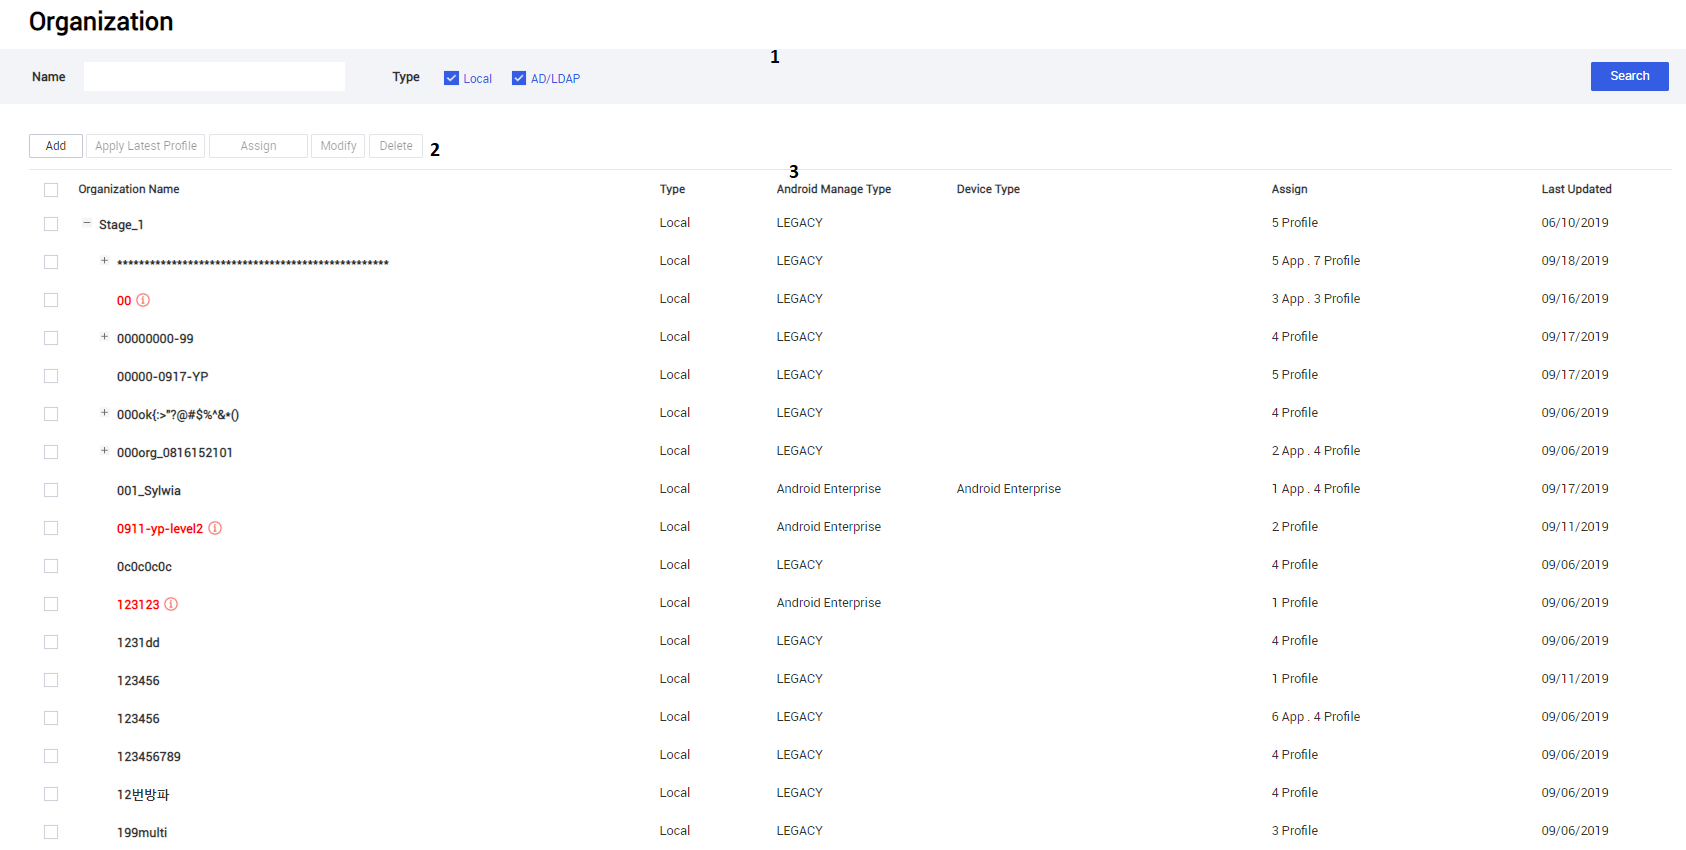 Organization
1
Name Type Local AD/LDAP Search
Add Apply Latest Profile Assign Modify Delete 2
3
Organization Name Type Android Manage Type Device Type Assign Last Updated
Stage_1 Local LEGACY 5 Profile 06/10/2019
************************************************** Local LEGACY 5 App . 7 Profile 09/18/2019
00 Local LEGACY 3 App . 3 Profile 09/16/2019
00000000-99 Local LEGACY 4 Profile 09/17/2019
00000-0917-YP Local LEGACY 5 Profile 09/17/2019
000ok{:>"?@#$%^&*() Local LEGACY 4 Profile 09/06/2019
000org_0816152101 Local LEGACY 2 App . 4 Profile 09/06/2019
001_Sylwia Local Android Enterprise Android Enterprise 1 App . 4 Profile 09/17/2019
0911-yp-level2 Local Android Enterprise 2 Profile 09/11/2019
0c0c0c0c Local LEGACY 4 Profile 09/06/2019
123123 Local Android Enterprise 1 Profile 09/06/2019
1231dd Local LEGACY 4 Profile 09/06/2019
123456 Local LEGACY 1 Profile 09/11/2019
123456 Local LEGACY 6 App . 4 Profile 09/06/2019
123456789 Local LEGACY 4 Profile 09/06/2019
12번방파 Local LEGACY 4 Profile 09/06/2019
199multi Local LEGACY 3 Profile 09/06/2019